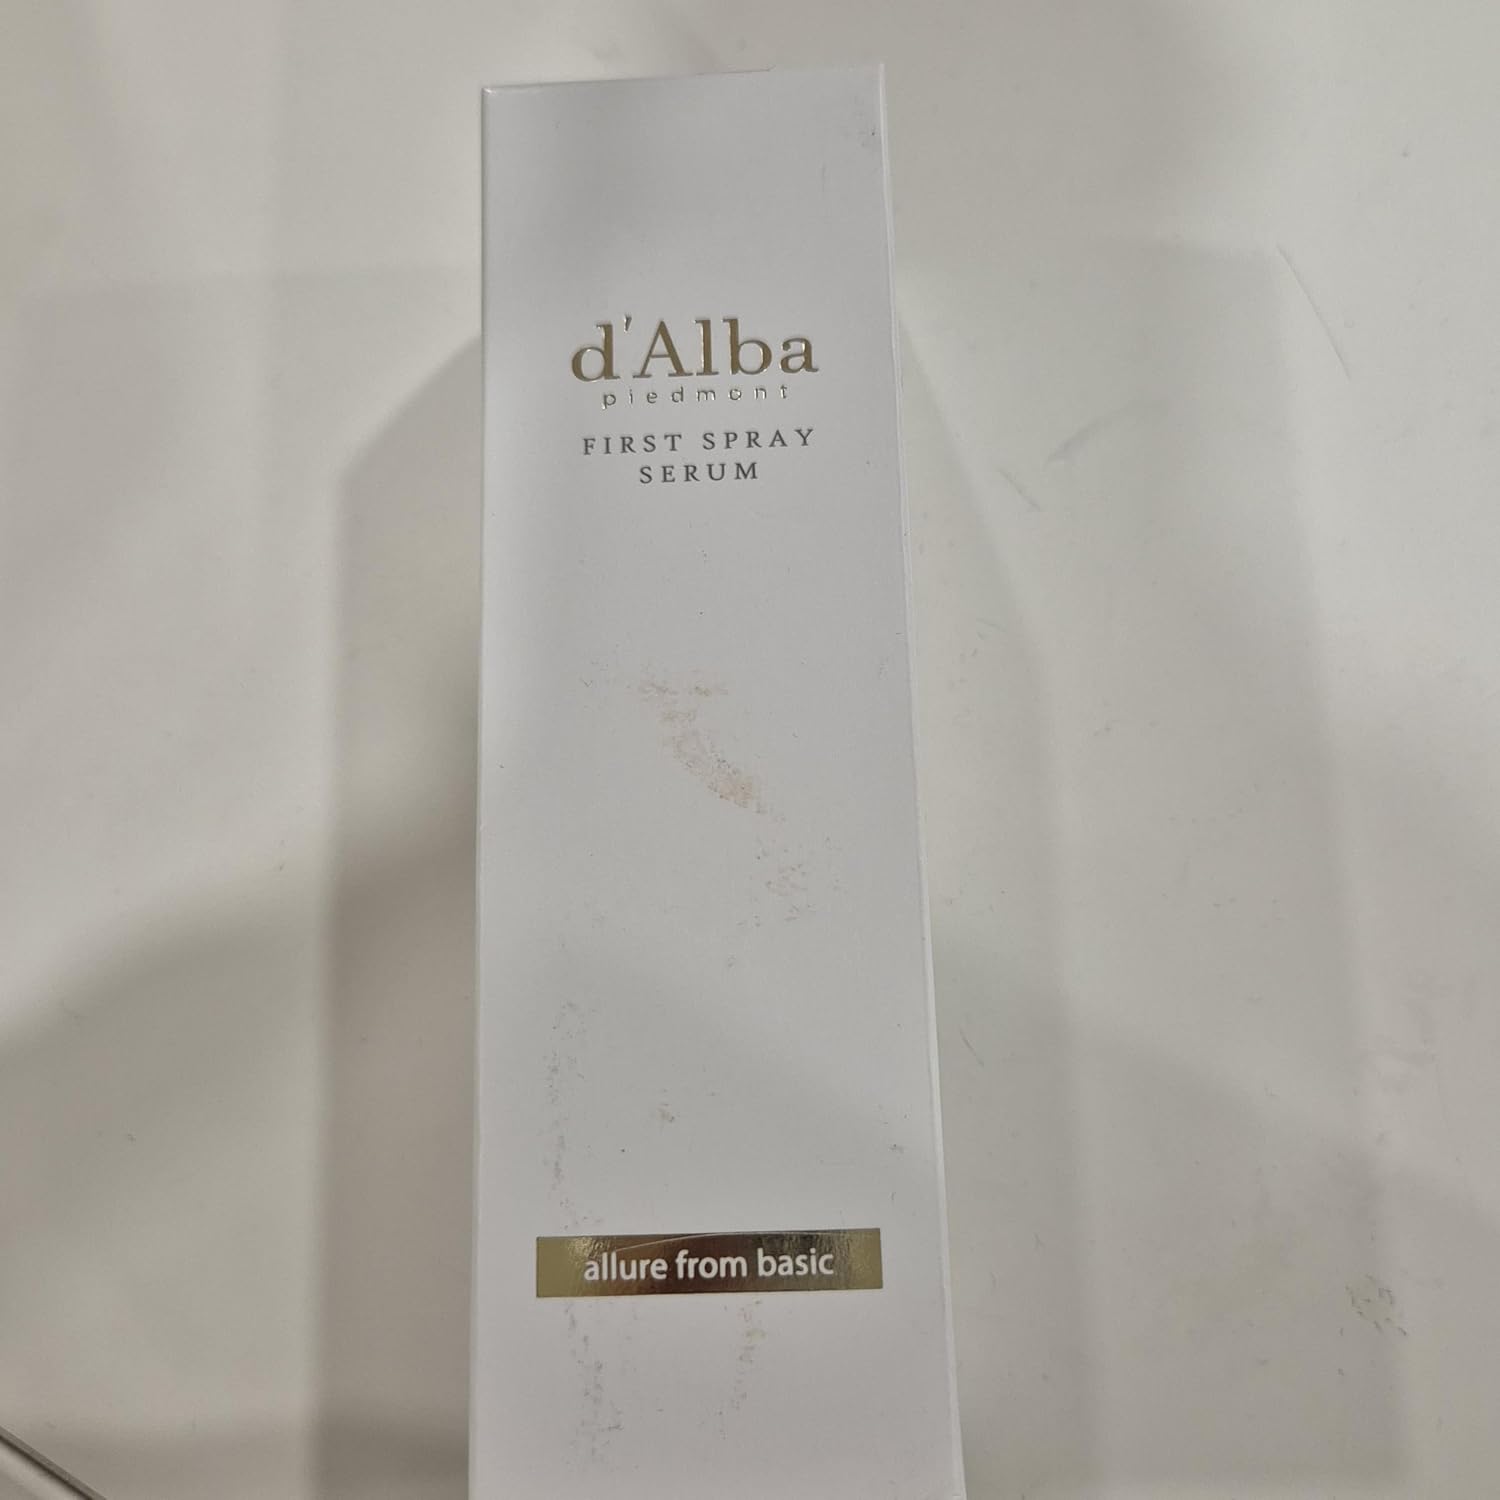 d'Alba
piedmont
FIRST SPRAY
SERUM
allure from basic